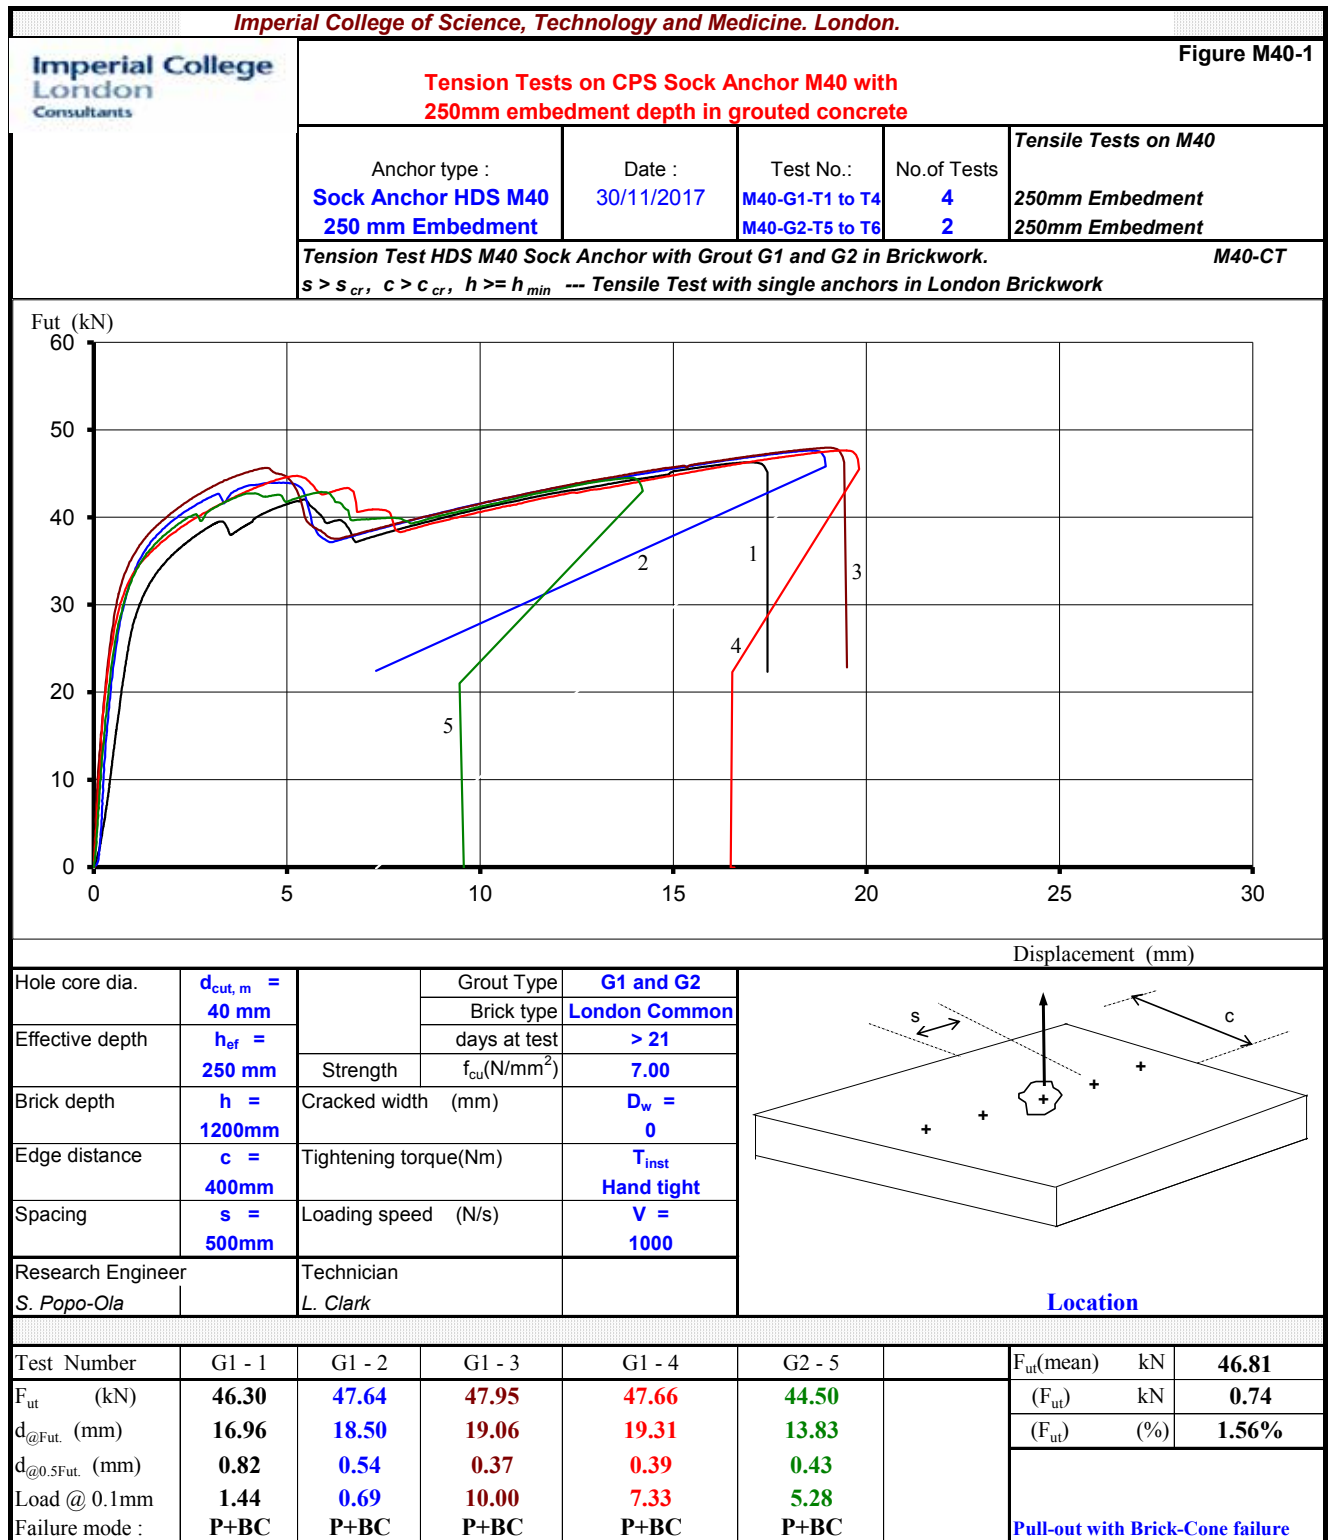 Imperial College of Science, Technology and Medicine. London.
Imperial College
London
Consultants
Figure M40-1
Tension Tests on CPS Sock Anchor M40 with
250mm embedment depth in grouted concrete
Tensile Tests on M40
Anchor type : Date : Test No.: No.of Tests
Sock Anchor HDS M40 30/11/2017 M40-G1-T1 to T4 4 250mm Embedment
250 mm Embedment M40-G2-T5 to T6 2 250mm Embedment
Tension Test HDS M40 Sock Anchor with Grout G1 and G2 in Brickwork. M40-CT
s > s cr, c > c cr, h >= h min --- Tensile Test with single anchors in London Brickwork
Fut (kN)
60
50
40
30
20
10
0
0 5 10 15 20 25 30
1
2
3
4
5
Displacement (mm)
Hole core dia. dcut, m = Grout Type G1 and G2
40 mm Brick type London Common
Effective depth hef = days at test > 21
250 mm Strength fcu(N/mm2) 7.00
Brick depth h = Cracked width (mm) Dw =
1200mm 0
Edge distance c = Tightening torque(Nm) Tinst
400mm Hand tight
Spacing s = Loading speed (N/s) V =
500mm 1000
Research Engineer Technician
S. Popo-Ola L. Clark
s
c
Location
Test Number G1 - 1 G1 - 2 G1 - 3 G1 - 4 G2 - 5 Fut(mean) kN 46.81
Fut (kN) 46.30 47.64 47.95 47.66 44.50 (Fut) kN 0.74
d@Fut. (mm) 16.96 18.50 19.06 19.31 13.83 (Fut) (%) 1.56%
d@0.5Fut. (mm) 0.82 0.54 0.37 0.39 0.43
Load @ 0.1mm 1.44 0.69 10.00 7.33 5.28
Failure mode : P+BC P+BC P+BC P+BC P+BC Pull-out with Brick-Cone failure